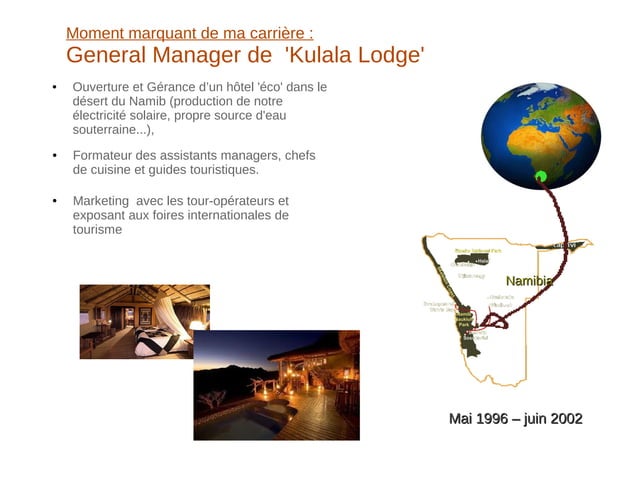 Moment marquant de ma carrière :
General Manager de 'Kulala Lodge'
• Ouverture et Gérance d’un hôtel 'éco' dans le
désert du Namib (production de notre
électricité solaire, propre source d'eau
souterraine...),
• Formateur des assistants managers, chefs
de cuisine et guides touristiques.
• Marketing avec les tour-opérateurs et
exposant aux foires internationales de
tourisme
Namibia
Mai 1996 – juin 2002